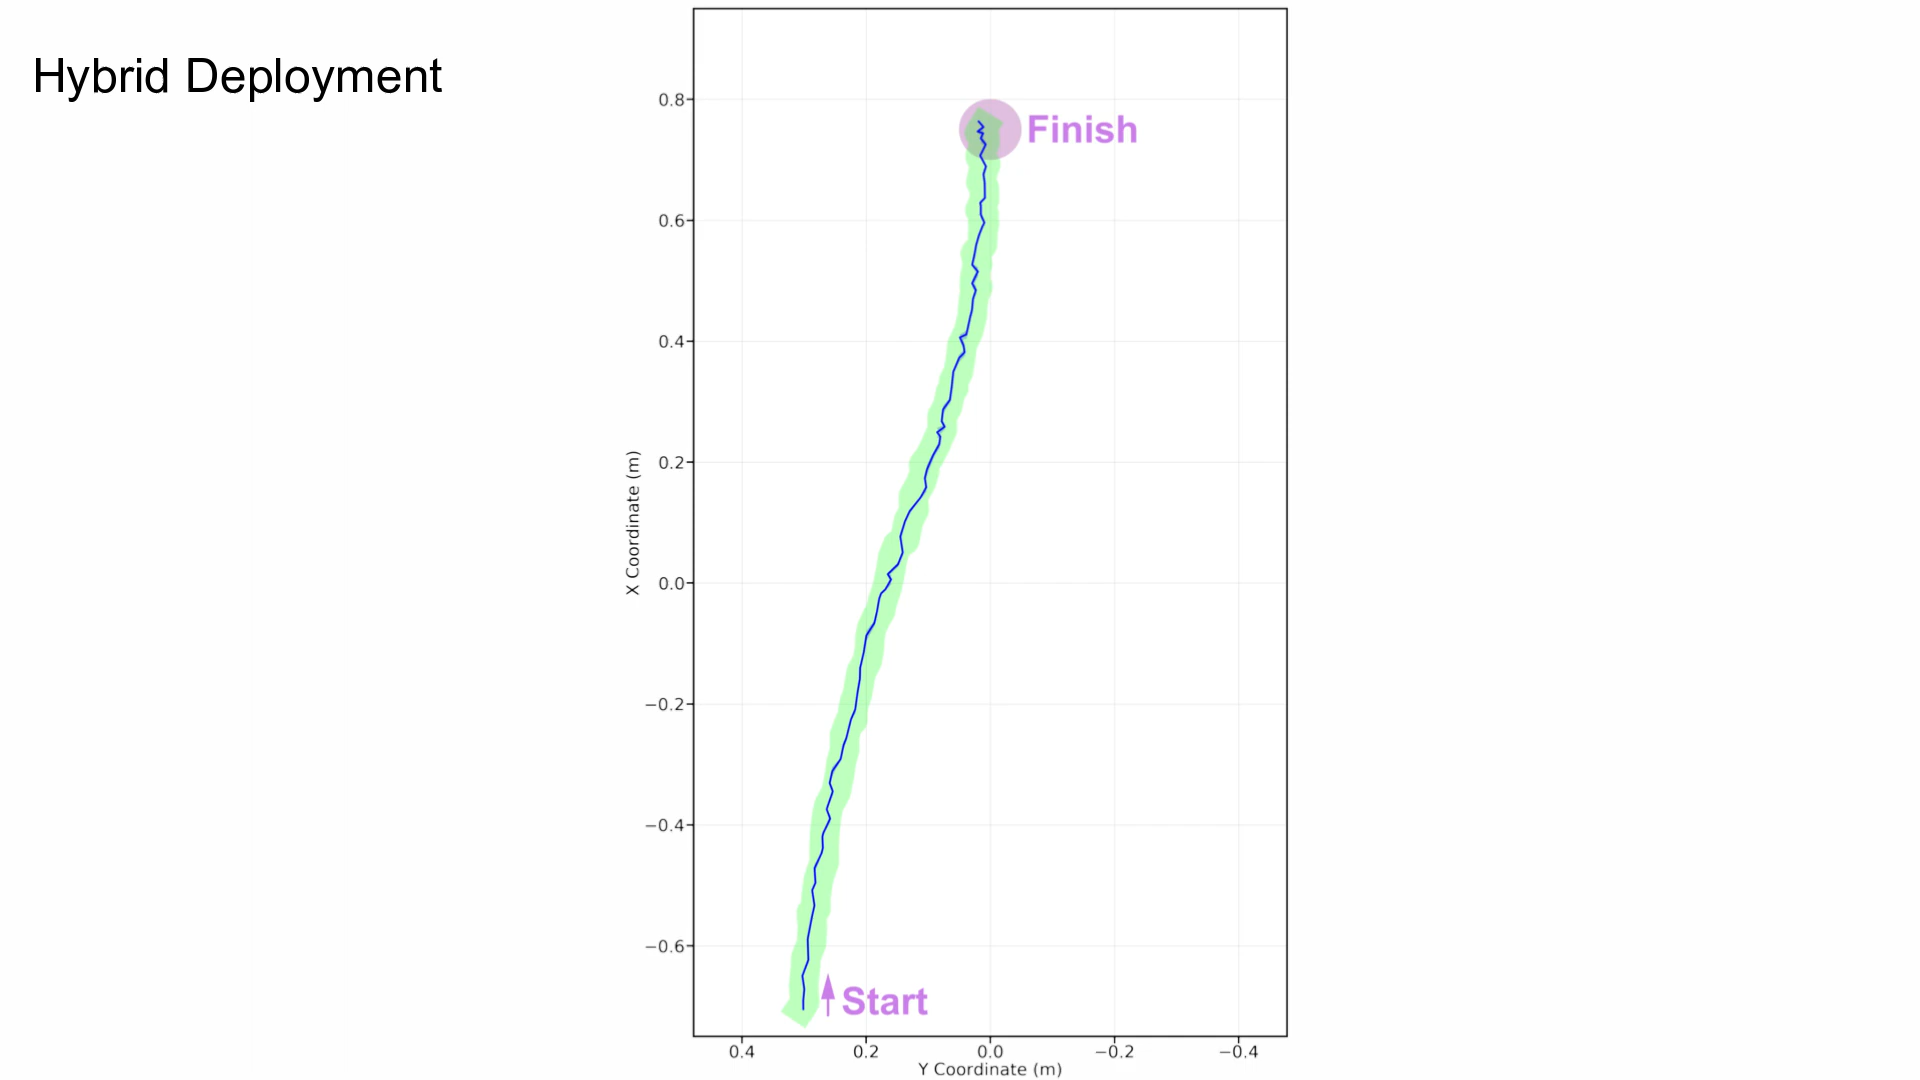 Hybrid Deployment
0.8
Finish
0.6
0.4
0.2
0.0
−0.2
−0.4
−0.6
X Coordinate (m)
Start
0.4 0.2 0.0 −0.2 −0.4
Y Coordinate (m)